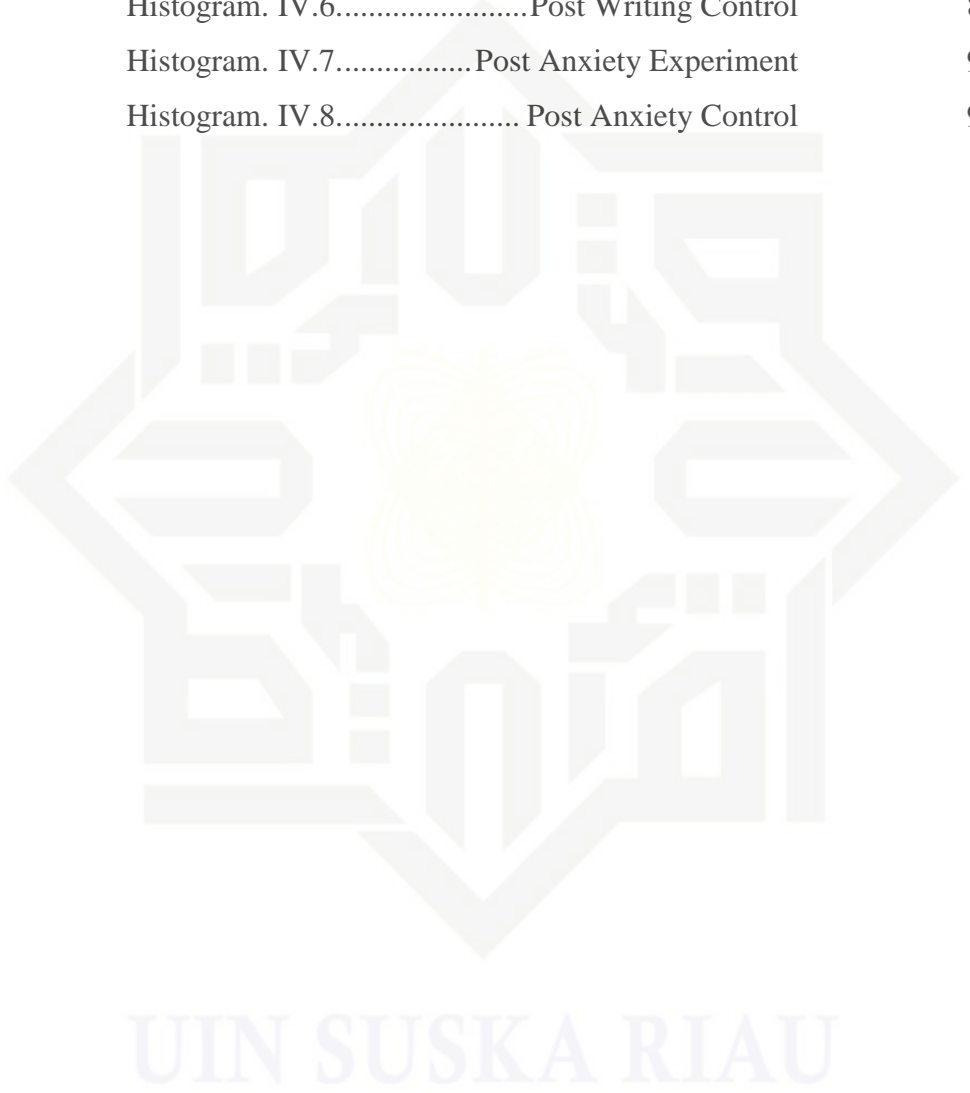 Histogram. IV.6.......................Post Writing Control
Histogram. IV.7.................Post Anxiety Experiment
Histogram. IV.8...................... Post Anxiety Control
UIN SUSKA RIAU